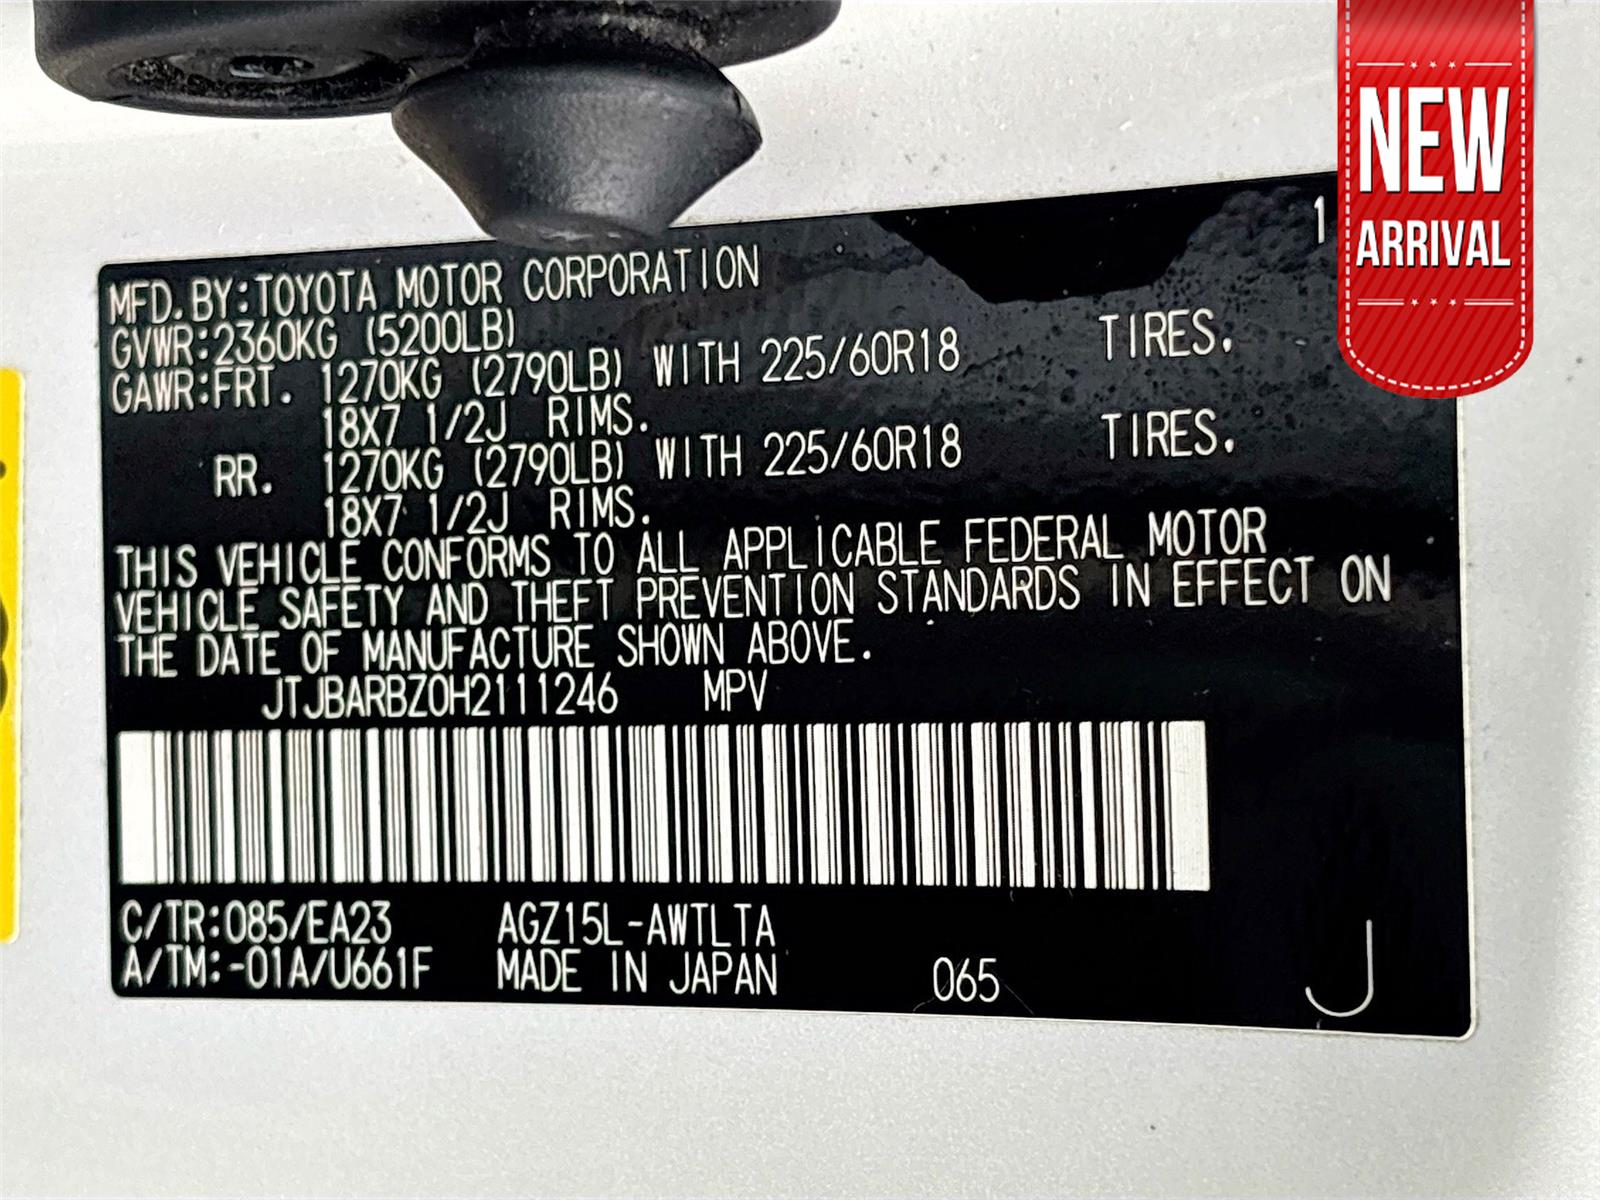 NEW
ARRIVAL
1
MFD. BY:TOYOTA MOTOR CORPORATION
GVWR:2360KG (5200LB)
GAWR:FRT. 1270KG (2790LB) WITH 225/60R18 TIRES.
18X7 1/2J RIMS.
RR. 1270KG (2790LB) WITH 225/60R18 TIRES.
18X7 1/2J RIMS.
THIS VEHICLE CONFORMS TO ALL APPLICABLE FEDERAL MOTOR
VEHICLE SAFETY AND THEFT PREVENTION STANDARDS IN EFFECT ON
THE DATE OF MANUFACTURE SHOWN ABOVE.
JTJBARBZ0H2111246 MPV
C/TR:085/EA23 AGZ15L-AWTLTA
A/TM:-01A/U661F MADE IN JAPAN 065 J